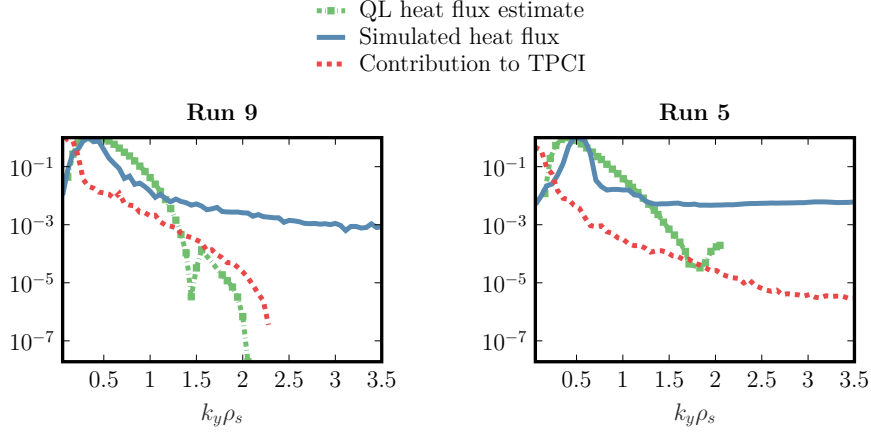 QL heat flux estimate
Simulated heat flux
Contribution to TPCI
Run 9
Run 5
10⁻¹
10⁻³
10⁻⁵
10⁻⁷
0.5 1 1.5 2 2.5 3 3.5
kᵧρₛ
10⁻¹
10⁻³
10⁻⁵
10⁻⁷
0.5 1 1.5 2 2.5 3 3.5
kᵧρₛ